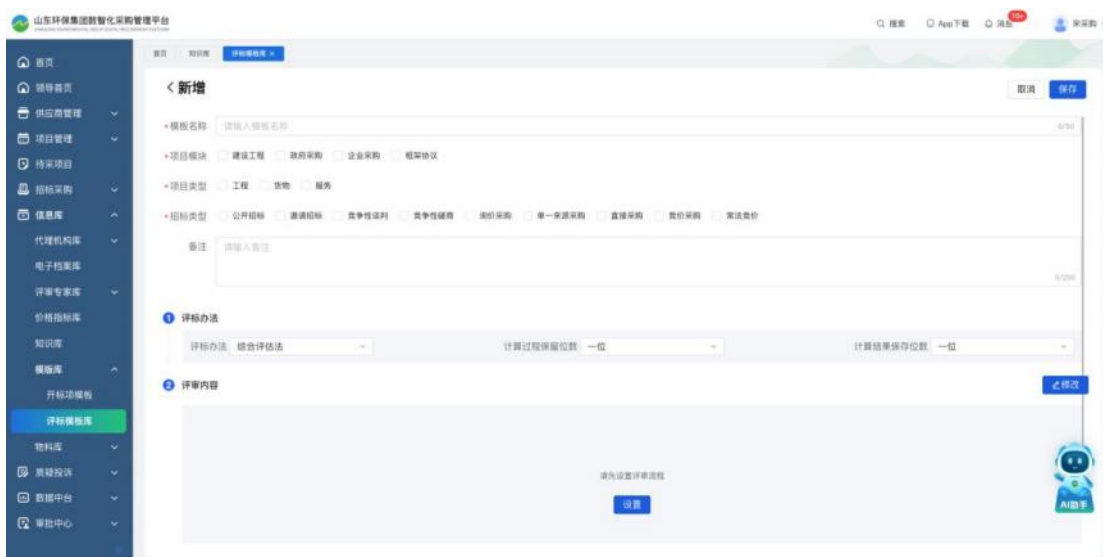 山东环保集团数智化采购管理平台
搜索 App下载 消息 10+ 宋采购
首页 知识库 评标模板库 ×
首页
领导首页
供应商管理
项目管理
待采项目
招标采购
信息库
代理机构库
电子档案库
评审专家库
价格指标库
知识库
模版库
开标项模板
评标模板库
物料库
质疑投诉
数据中台
审批中心
新增
取消 保存
*模板名称 请输入模板名称 0/50
*项目模块 建设工程 政府采购 企业采购 框架协议
*项目类型 工程 货物 服务
*招标类型 公开招标 邀请招标 竞争性谈判 竞争性磋商 询价采购 单一来源采购 直接采购 竞价采购
备注 请输入备注
0/200
1 评标办法
评标办法 综合评估法 计算过程保留位数 一位 计算结果保存位数 一位
2 评审内容 修改
请先设置评审流程
设置
AI助手